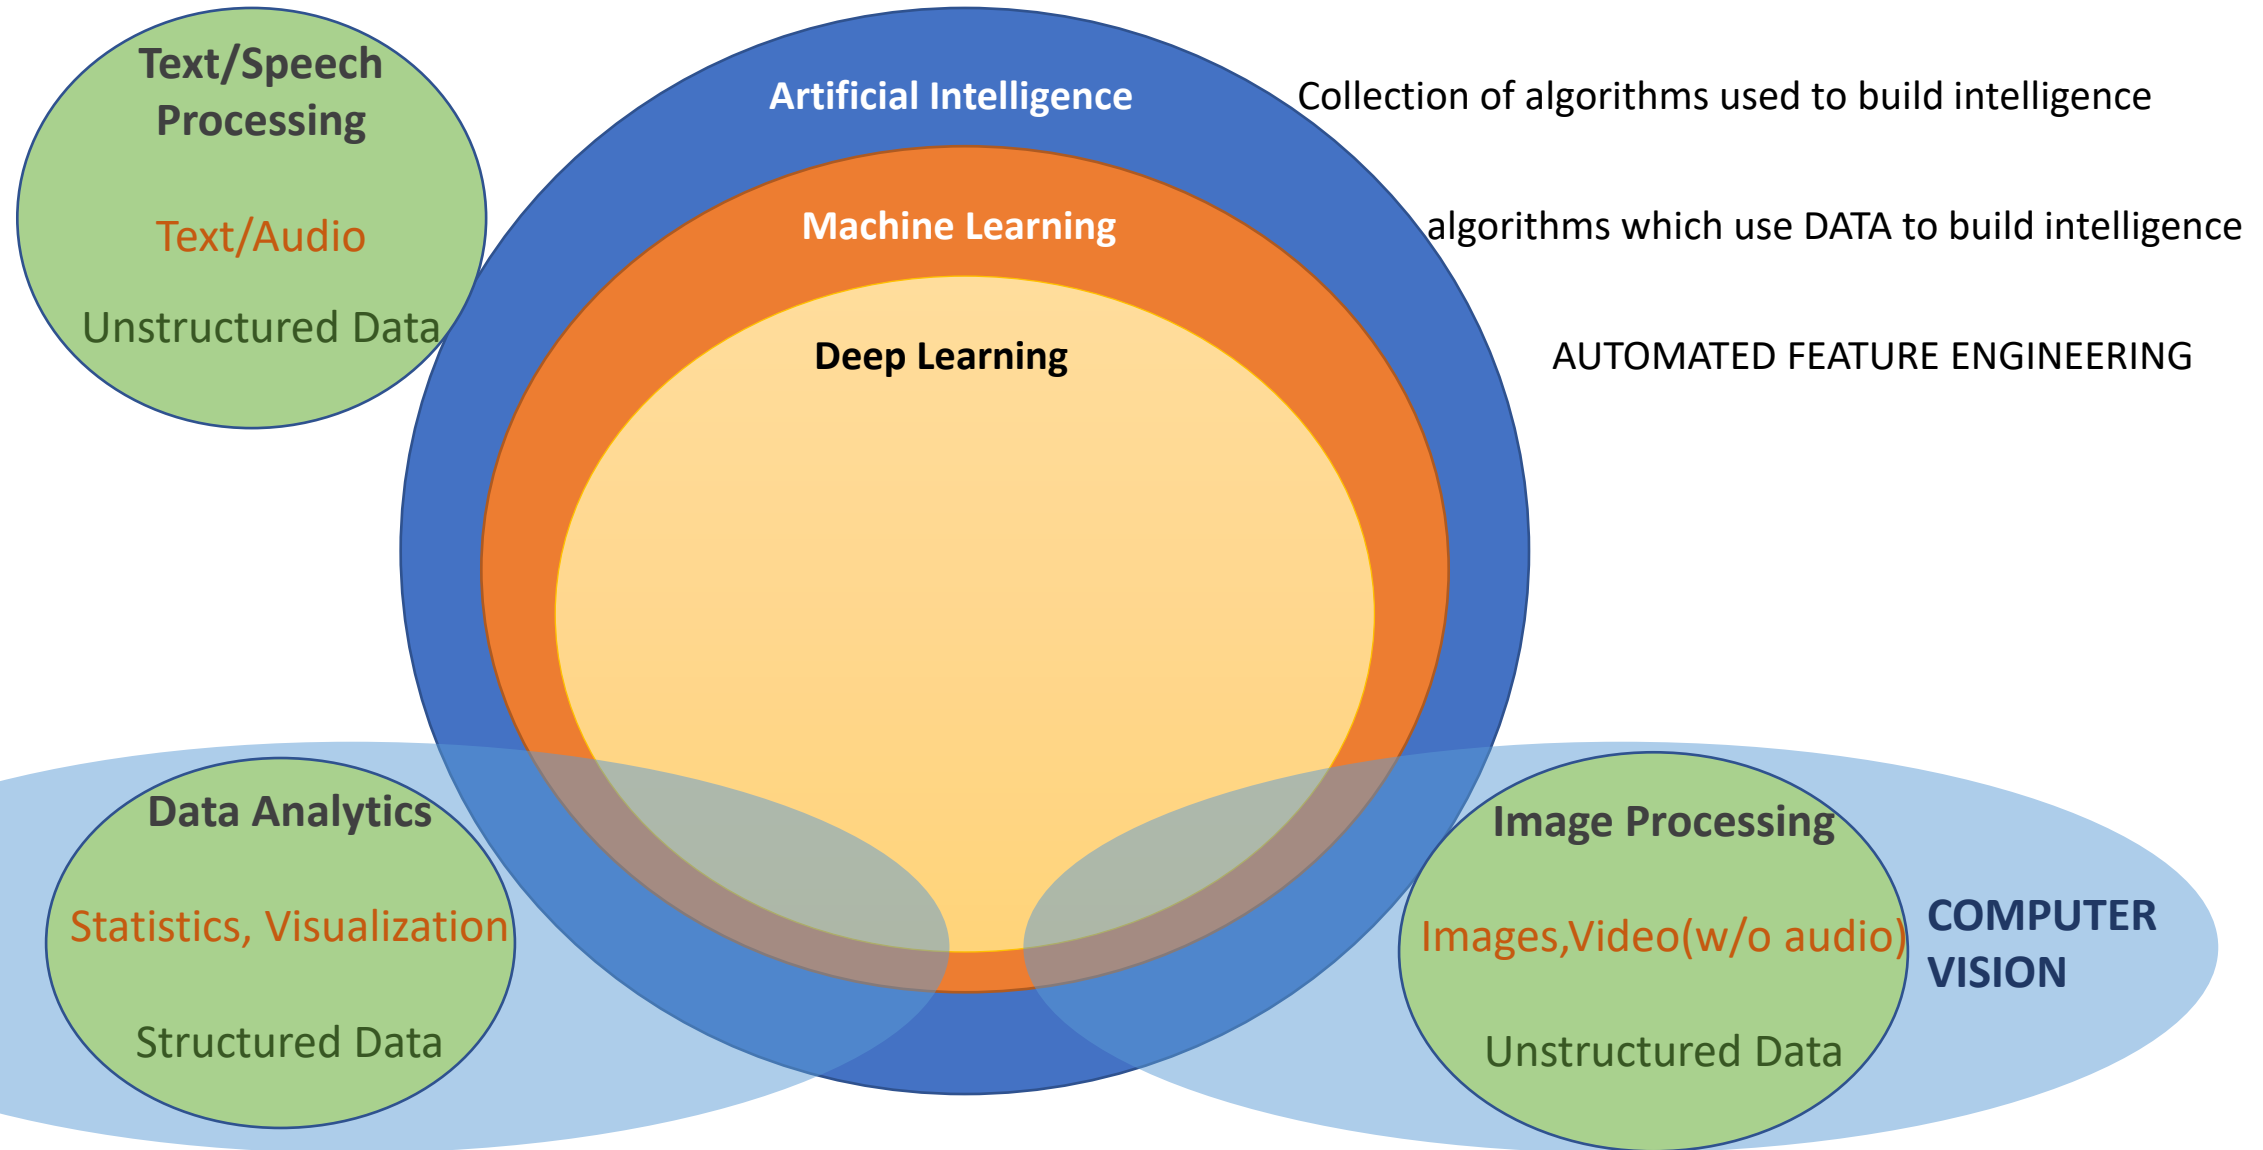 Text/Speech
Processing
Text/Audio
Unstructured Data
Artificial Intelligence
Collection of algorithms used to build intelligence
Machine Learning
algorithms which use DATA to build intelligence
Deep Learning
AUTOMATED FEATURE ENGINEERING
Data Analytics
Statistics, Visualization
Structured Data
Image Processing
Images,Video(w/o audio)
Unstructured Data
COMPUTER
VISION